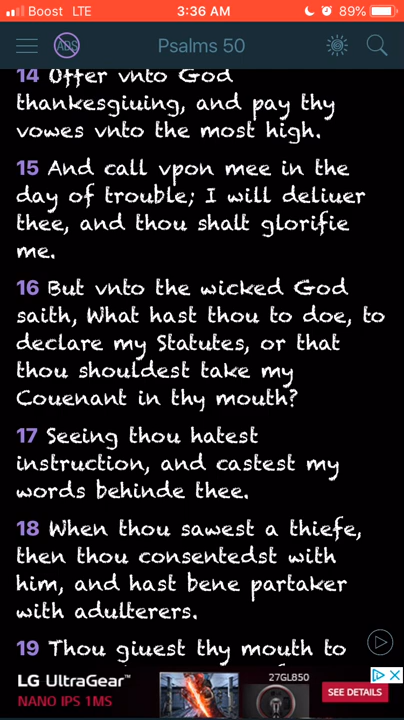 Boost LTE 3:36 AM 89%
ADS Psalms 50
14 Offer vnto God
thankesgiuing, and pay thy
vowes vnto the most high.
15 And call vpon mee in the
day of trouble; I will deliuer
thee, and thou shalt glorifie
me.
16 But vnto the wicked God
saith, What hast thou to doe, to
declare my Statutes, or that
thou shouldest take my
Couenant in thy mouth?
17 Seeing thou hatest
instruction, and castest my
words behinde thee.
18 When thou sawest a thiefe,
then thou consentedst with
him, and hast bene partaker
with adulterers.
19 Thou giuest thy mouth to
LG UltraGear™ 27GL850
NANO IPS 1MS SEE DETAILS